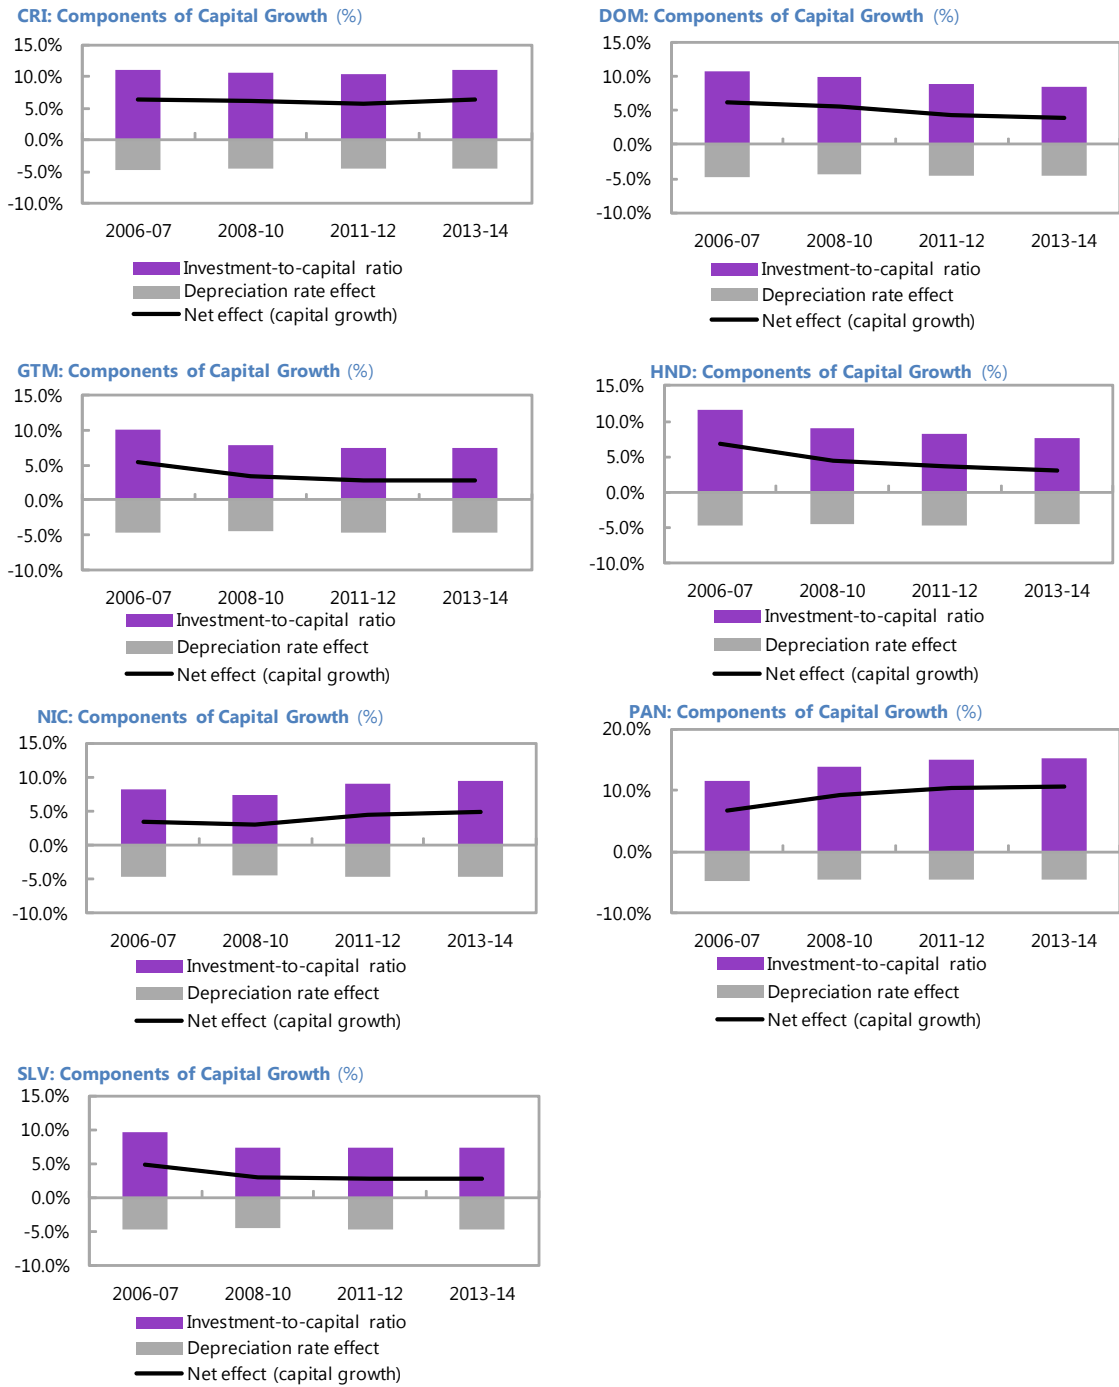 CRI: Components of Capital Growth (%)
15.0%
10.0%
5.0%
0.0%
-5.0%
-10.0%
2006-07 2008-10 2011-12 2013-14
Investment-to-capital ratio
Depreciation rate effect
Net effect (capital growth)
DOM: Components of Capital Growth (%)
15.0%
10.0%
5.0%
0.0%
-5.0%
-10.0%
2006-07 2008-10 2011-12 2013-14
Investment-to-capital ratio
Depreciation rate effect
Net effect (capital growth)
GTM: Components of Capital Growth (%)
15.0%
10.0%
5.0%
0.0%
-5.0%
-10.0%
2006-07 2008-10 2011-12 2013-14
Investment-to-capital ratio
Depreciation rate effect
Net effect (capital growth)
HND: Components of Capital Growth (%)
15.0%
10.0%
5.0%
0.0%
-5.0%
-10.0%
2006-07 2008-10 2011-12 2013-14
Investment-to-capital ratio
Depreciation rate effect
Net effect (capital growth)
NIC: Components of Capital Growth (%)
15.0%
10.0%
5.0%
0.0%
-5.0%
-10.0%
2006-07 2008-10 2011-12 2013-14
Investment-to-capital ratio
Depreciation rate effect
Net effect (capital growth)
PAN: Components of Capital Growth (%)
20.0%
10.0%
0.0%
-10.0%
2006-07 2008-10 2011-12 2013-14
Investment-to-capital ratio
Depreciation rate effect
Net effect (capital growth)
SLV: Components of Capital Growth (%)
15.0%
10.0%
5.0%
0.0%
-5.0%
-10.0%
2006-07 2008-10 2011-12 2013-14
Investment-to-capital ratio
Depreciation rate effect
Net effect (capital growth)